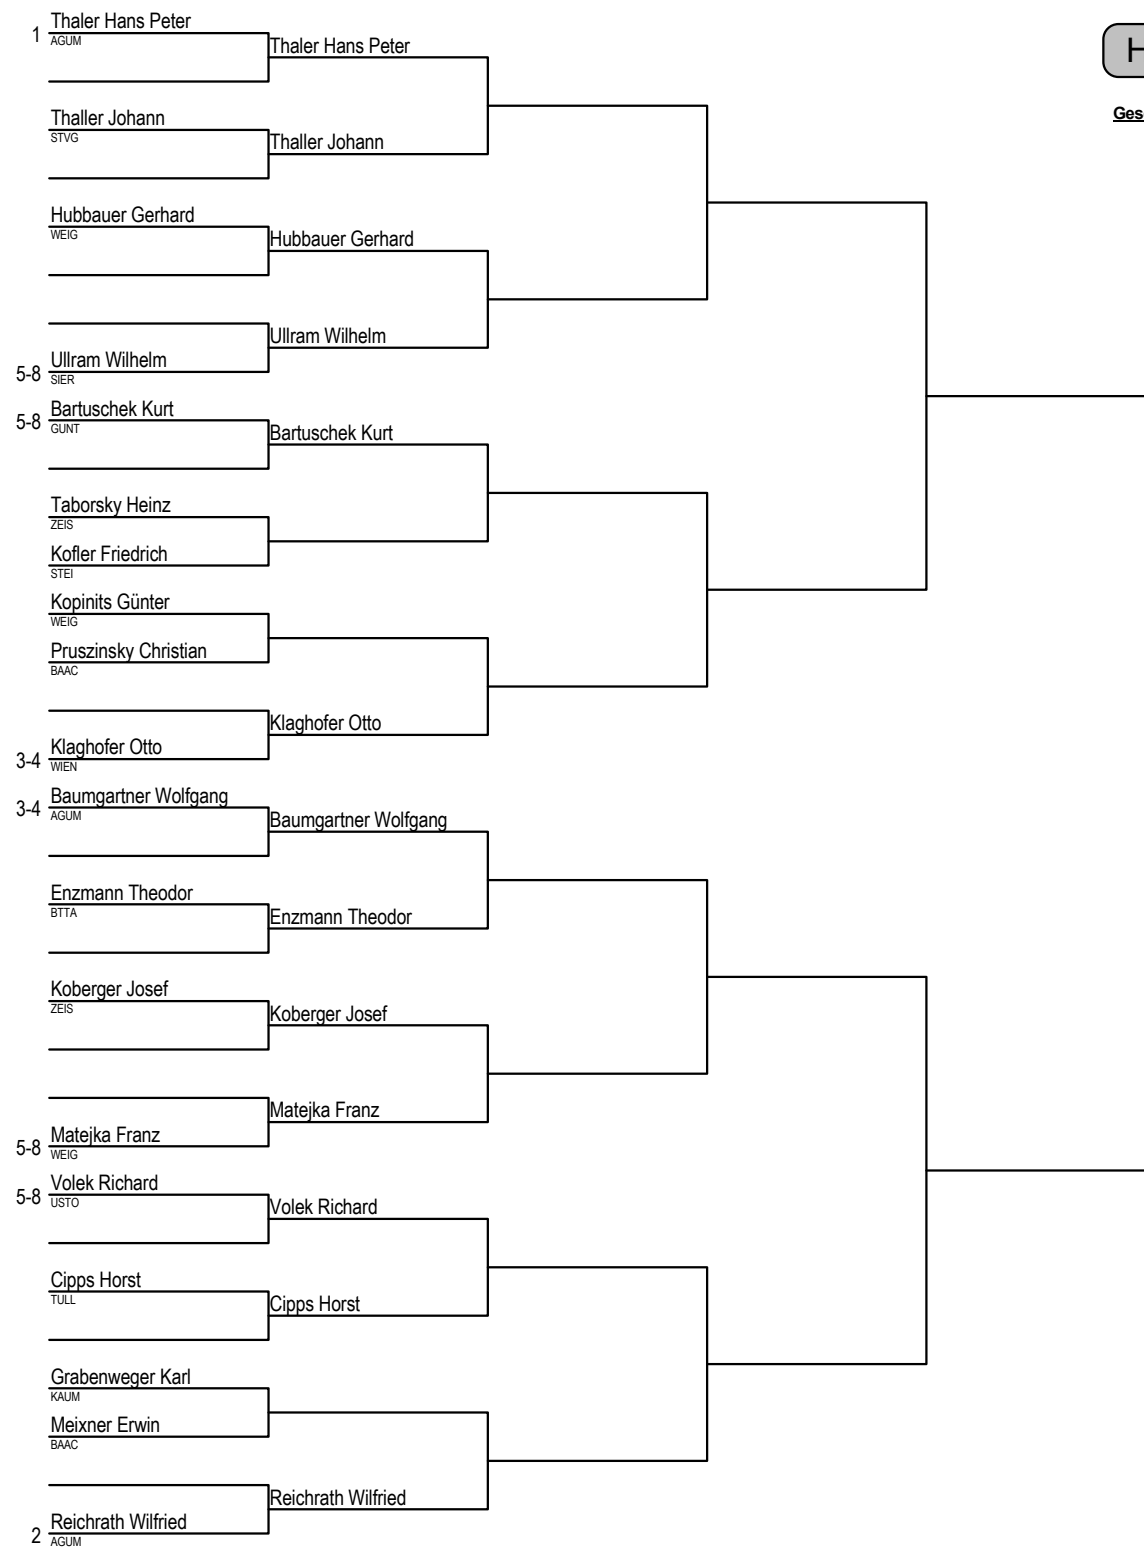 Thaler Hans Peter
1
AGUM
Thaler Hans Peter
H
Thaller Johann
STVG
Thaller Johann
Hubbauer Gerhard
WEIG
Hubbauer Gerhard
Ullram Wilhelm
Ullram Wilhelm
5-8
SIER
Bartuschek Kurt
5-8
GUNT
Bartuschek Kurt
Taborsky Heinz
ZEIS
Kofler Friedrich
STEI
Kopinits Günter
WEIG
Pruszinsky Christian
BAAC
Klaghofer Otto
Klaghofer Otto
3-4
WIEN
Baumgartner Wolfgang
3-4
AGUM
Baumgartner Wolfgang
Enzmann Theodor
BTTA
Enzmann Theodor
Koberger Josef
ZEIS
Koberger Josef
Matejka Franz
Matejka Franz
5-8
WEIG
Volek Richard
5-8
USTO
Volek Richard
Cipps Horst
TULL
Cipps Horst
Grabenweger Karl
KAUM
Meixner Erwin
BAAC
Reichrath Wilfried
Reichrath Wilfried
2
AGUM